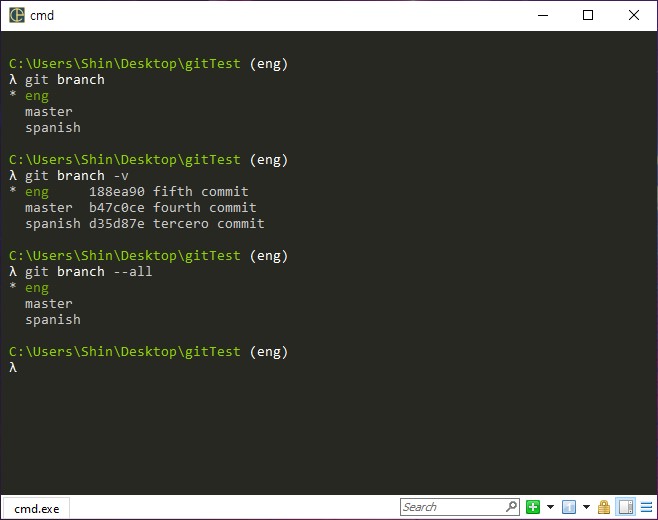 cmd
C:\Users\Shin\Desktop\gitTest (eng)
λ git branch
* eng
  master
  spanish
C:\Users\Shin\Desktop\gitTest (eng)
λ git branch -v
* eng     188ea90 fifth commit
  master  b47c0ce fourth commit
  spanish d35d87e tercero commit
C:\Users\Shin\Desktop\gitTest (eng)
λ git branch --all
* eng
  master
  spanish
C:\Users\Shin\Desktop\gitTest (eng)
λ
cmd.exe
Search